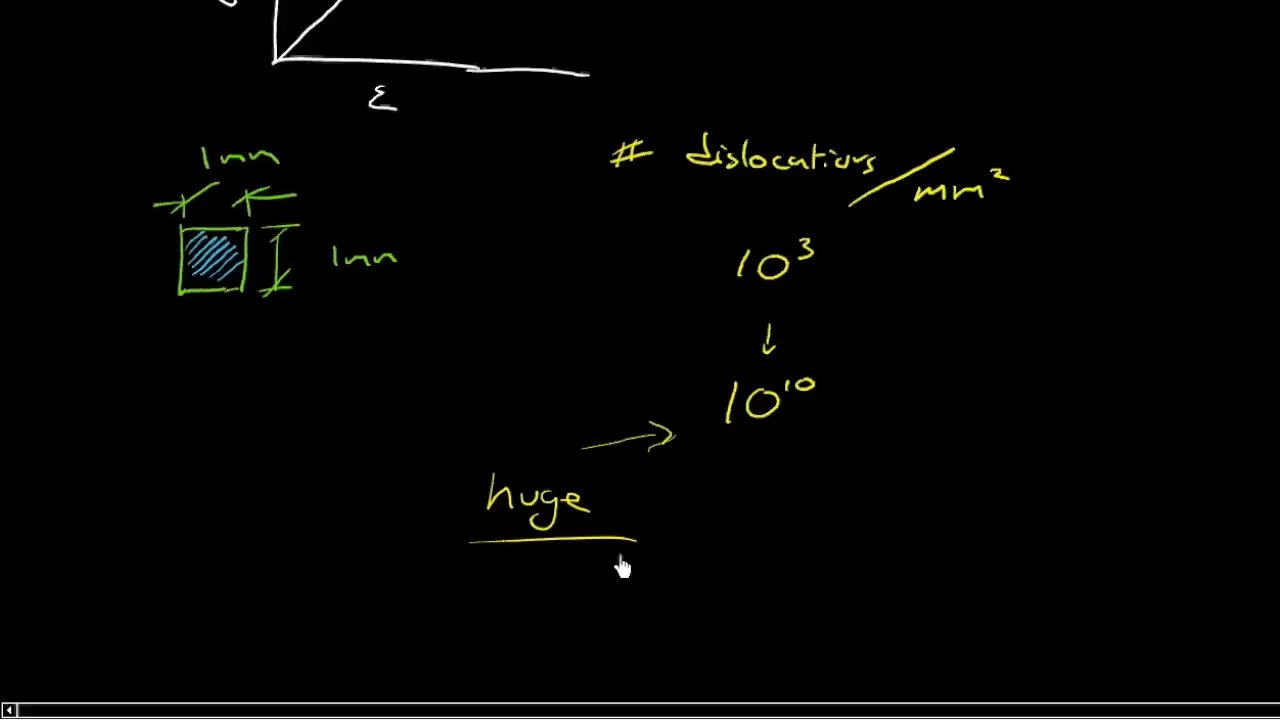 ε
1mm
# dislocations/mm²
1mm
10³
↓
10¹⁰
huge →